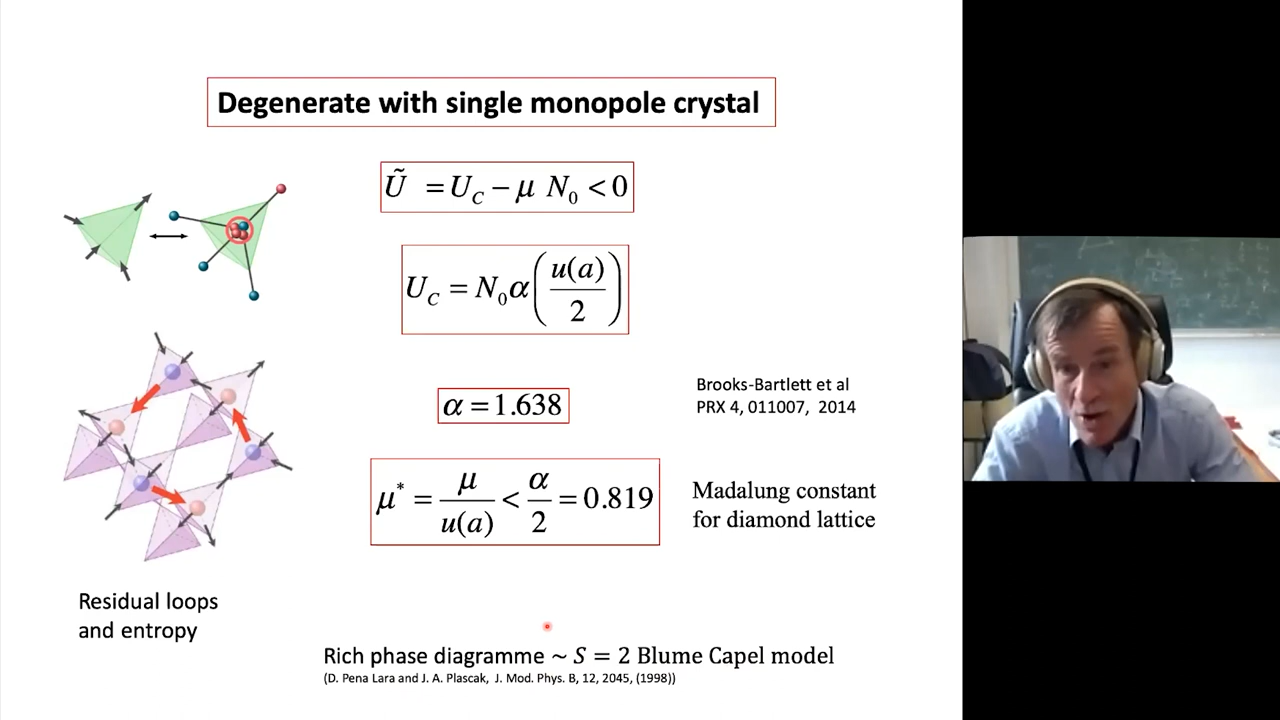 Degenerate with single monopole crystal
Ũ = U_C − μ N_0 < 0
U_C = N_0 α (u(a)/2)
α = 1.638
Brooks-Bartlett et al
PRX 4, 011007, 2014
μ* = μ/u(a) < α/2 = 0.819
Madalung constant
for diamond lattice
Residual loops
and entropy
Rich phase diagramme ~ S = 2 Blume Capel model
(D. Pena Lara and J. A. Plascak, J. Mod. Phys. B, 12, 2045, (1998))